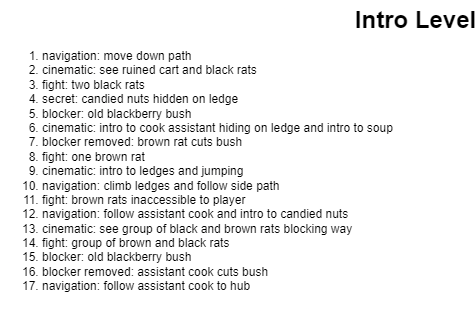 Intro Level
1. navigation: move down path
2. cinematic: see ruined cart and black rats
3. fight: two black rats
4. secret: candied nuts hidden on ledge
5. blocker: old blackberry bush
6. cinematic: intro to cook assistant hiding on ledge and intro to soup
7. blocker removed: brown rat cuts bush
8. fight: one brown rat
9. cinematic: intro to ledges and jumping
10. navigation: climb ledges and follow side path
11. fight: brown rats inaccessible to player
12. navigation: follow assistant cook and intro to candied nuts
13. cinematic: see group of black and brown rats blocking way
14. fight: group of brown and black rats
15. blocker: old blackberry bush
16. blocker removed: assistant cook cuts bush
17. navigation: follow assistant cook to hub